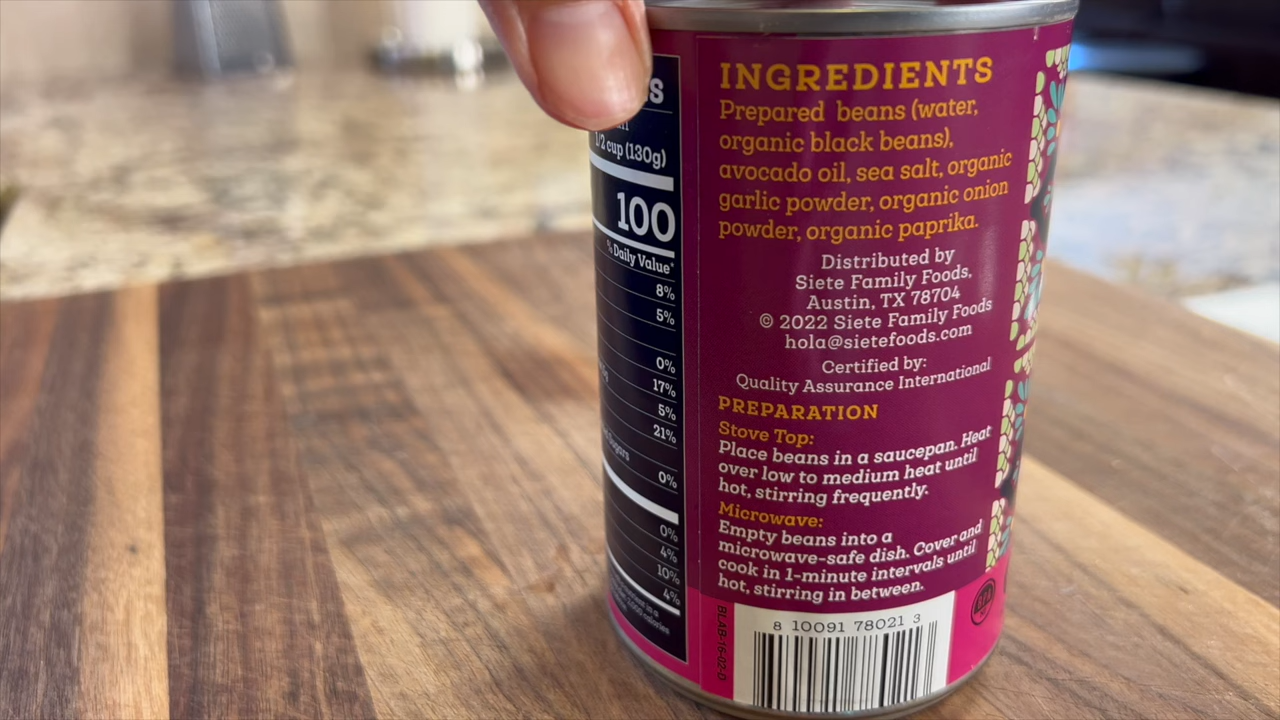 1/2 cup (130g)
100
% Daily Value*
8%
5%
0%
17%
5%
21%
Sugars
0%
0%
4%
10%
4%
INGREDIENTS
Prepared beans (water,
organic black beans),
avocado oil, sea salt, organic
garlic powder, organic onion
powder, organic paprika.
Distributed by
Siete Family Foods,
Austin, TX 78704
© 2022 Siete Family Foods
hola@sietefoods.com
Certified by:
Quality Assurance International
PREPARATION
Stove Top:
Place beans in a saucepan. Heat
over low to medium heat until
hot, stirring frequently.
Microwave:
Empty beans into a
microwave-safe dish. Cover and
cook in 1-minute intervals until
hot, stirring in between.
BLAB-16-02-D
8 10091 78021 3